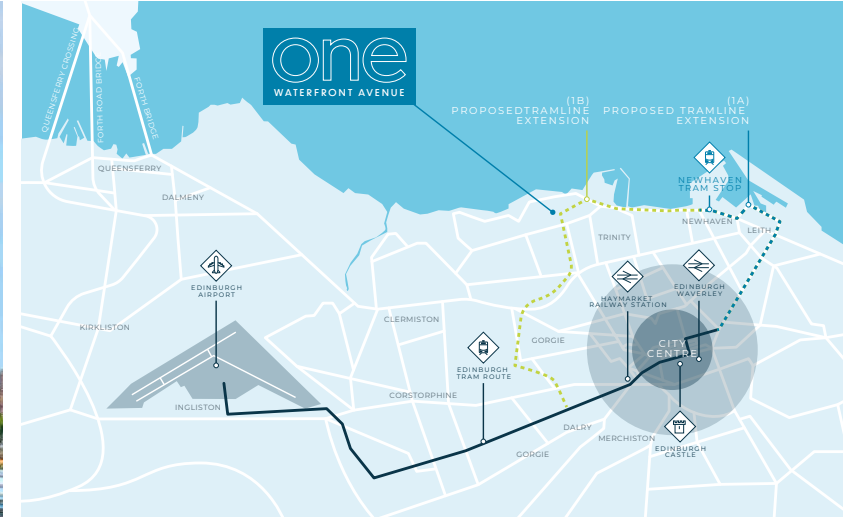 one
WATERFRONT AVENUE
QUEENSFERRY CROSSING
FORTH ROAD BRIDGE
FORTH BRIDGE
(1B)
PROPOSEDTRAMLINE
EXTENSION
(1A)
PROPOSED TRAMLINE
EXTENSION
QUEENSFERRY
DALMENY
NEWHAVEN
TRAM STOP
NEWHAVEN
LEITH
TRINITY
EDINBURGH
AIRPORT
HAYMARKET
RAILWAY STATION
EDINBURGH
WAVERLEY
KIRKLISTON
CLERMISTON
GORGIE
CITY
CENTRE
EDINBURGH
TRAM ROUTE
CORSTORPHINE
INGLISTON
DALRY
MERCHISTON
GORGIE
EDINBURGH
CASTLE